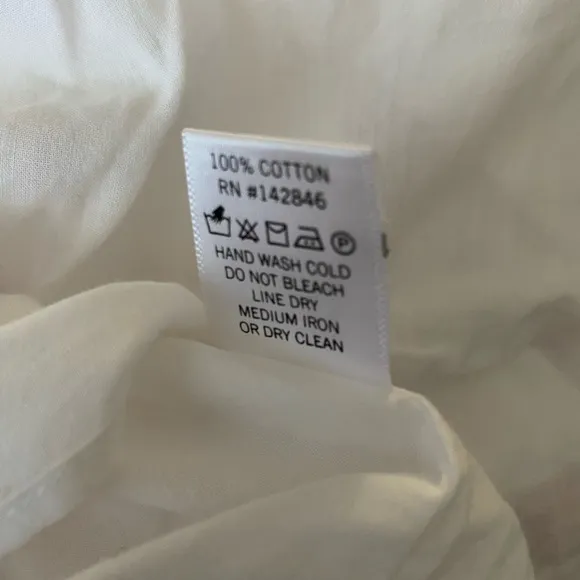 100% COTTON
RN #142846
P
HAND WASH COLD
DO NOT BLEACH
LINE DRY
MEDIUM IRON
OR DRY CLEAN